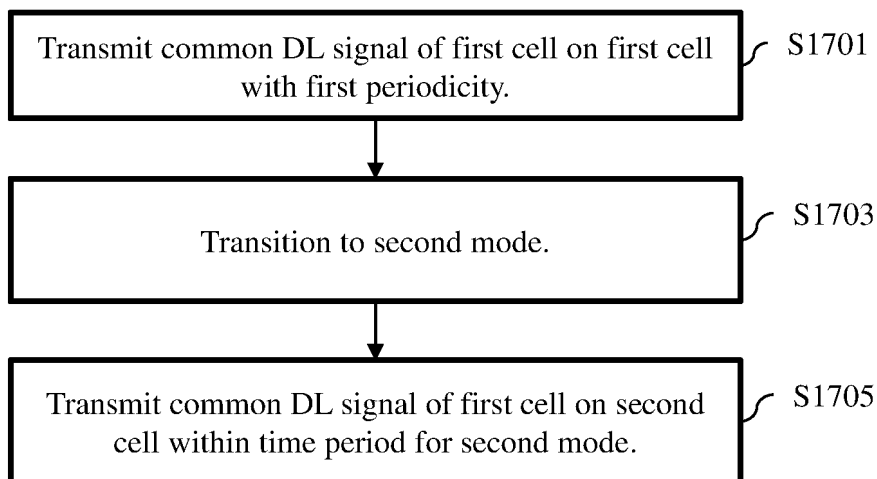 Transmit common DL signal of first cell on first cell
with first periodicity.
S1701
Transition to second mode.
S1703
Transmit common DL signal of first cell on second
cell within time period for second mode.
S1705